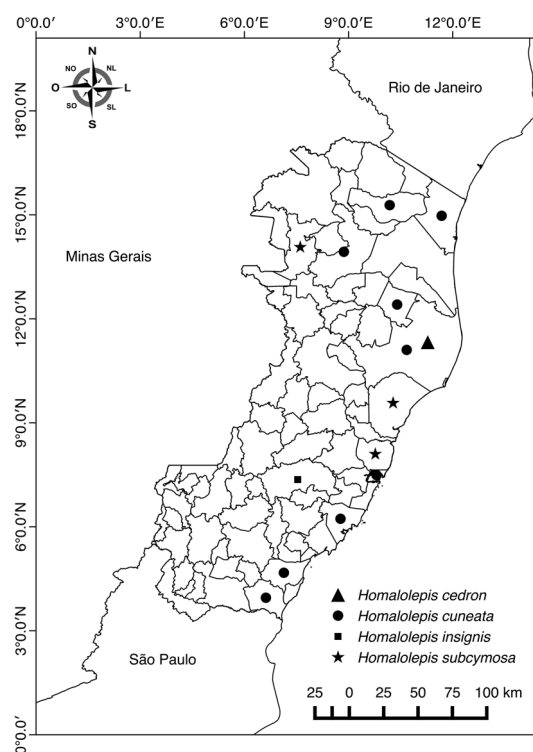 0°0.0' 3°0.0' 6°0.0' 9°0.0' 12°0.0'
N
NO NL
O L
SO SL
S
Rio de Janeiro
18°0.0'N
15°0.0'N
Minas Gerais
12°0.0'N
9°0.0'N
6°0.0'N
Homalolepis cedron
Homalolepis cuneata
Homalolepis insignis
Homalolepis subcymosa
3°0.0'N
São Paulo
25 0 25 50 75 100 km
0°0.0'